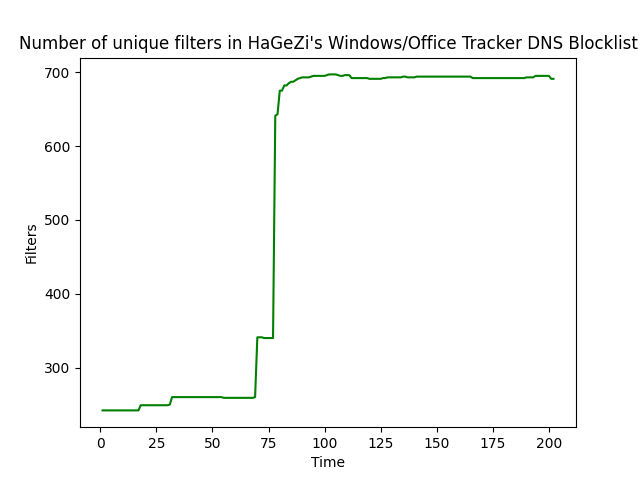 Number of unique filters in HaGeZi's Windows/Office Tracker DNS Blocklist
700
600
500
400
300
Filters
0 25 50 75 100 125 150 175 200
Time